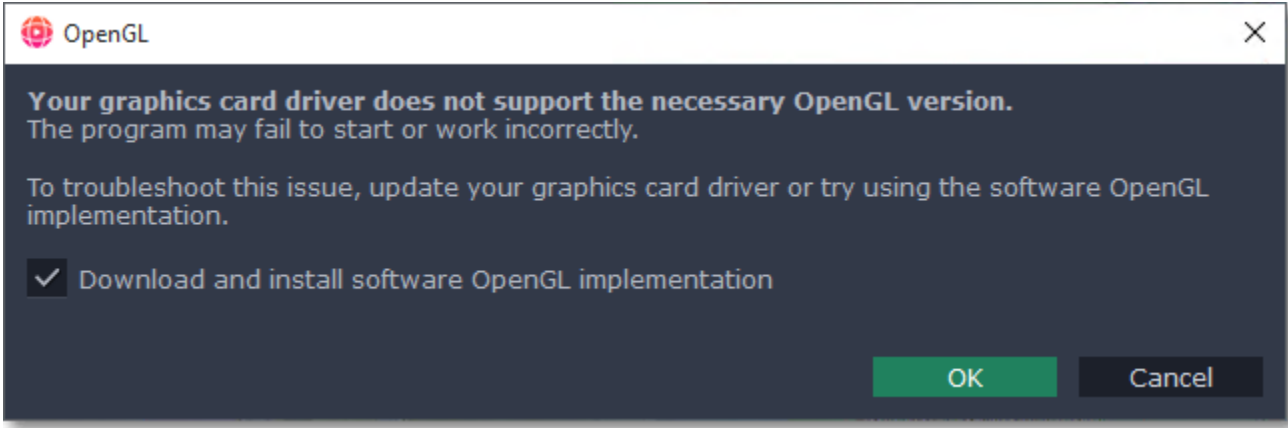 OpenGL
Your graphics card driver does not support the necessary OpenGL version.
The program may fail to start or work incorrectly.
To troubleshoot this issue, update your graphics card driver or try using the software OpenGL
implementation.
Download and install software OpenGL implementation
OK
Cancel